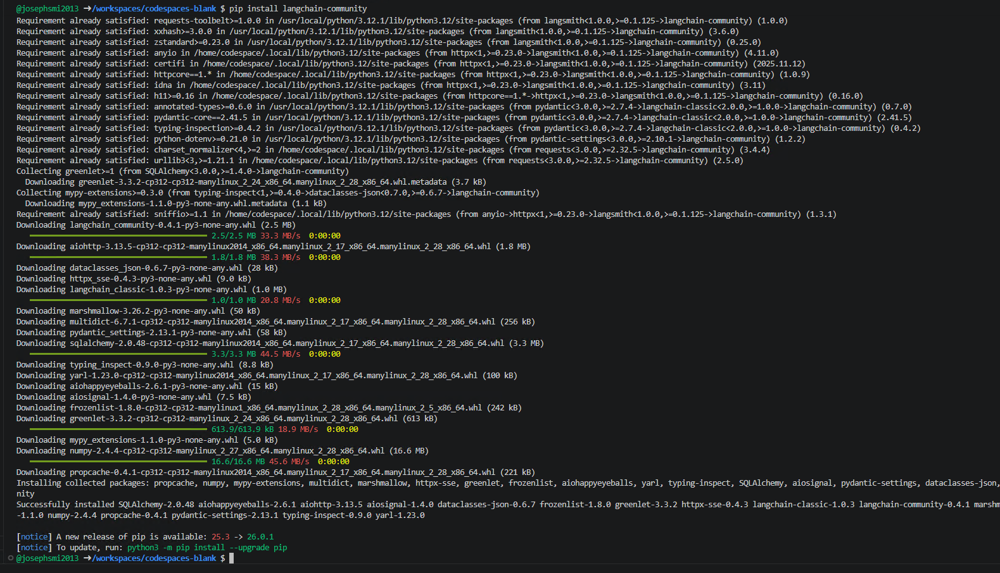 @josephsmi2013 ➜/workspaces/codespaces-blank $ pip install langchain-community
Requirement already satisfied: requests-toolbelt>=1.0.0 in /usr/local/python/3.12.1/lib/python3.12/site-packages (from langsmith<1.0.0,>=0.1.125->langchain-community) (1.0.0)
Requirement already satisfied: xxhash>=3.0.0 in /usr/local/python/3.12.1/lib/python3.12/site-packages (from langsmith<1.0.0,>=0.1.125->langchain-community) (3.6.0)
Requirement already satisfied: zstandard>=0.23.0 in /usr/local/python/3.12.1/lib/python3.12/site-packages (from langsmith<1.0.0,>=0.1.125->langchain-community) (0.25.0)
Requirement already satisfied: anyio in /home/codespace/.local/lib/python3.12/site-packages (from httpx<1,>=0.23.0->langsmith<1.0.0,>=0.1.125->langchain-community) (4.11.0)
Requirement already satisfied: certifi in /home/codespace/.local/lib/python3.12/site-packages (from httpx<1,>=0.23.0->langsmith<1.0.0,>=0.1.125->langchain-community) (2025.11.12)
Requirement already satisfied: httpcore==1.* in /home/codespace/.local/lib/python3.12/site-packages (from httpx<1,>=0.23.0->langsmith<1.0.0,>=0.1.125->langchain-community) (1.0.9)
Requirement already satisfied: idna in /home/codespace/.local/lib/python3.12/site-packages (from httpx<1,>=0.23.0->langsmith<1.0.0,>=0.1.125->langchain-community) (3.11)
Requirement already satisfied: h11>=0.16 in /home/codespace/.local/lib/python3.12/site-packages (from httpcore==1.*->httpx<1,>=0.23.0->langsmith<1.0.0,>=0.1.125->langchain-community) (0.16.0)
Requirement already satisfied: annotated-types>=0.6.0 in /usr/local/python/3.12.1/lib/python3.12/site-packages (from pydantic<3.0.0,>=2.7.4->langchain-classic<2.0.0,>=1.0.0->langchain-community) (0.7.0)
Requirement already satisfied: pydantic-core==2.41.5 in /usr/local/python/3.12.1/lib/python3.12/site-packages (from pydantic<3.0.0,>=2.7.4->langchain-classic<2.0.0,>=1.0.0->langchain-community) (2.41.5)
Requirement already satisfied: typing-inspection>=0.4.2 in /usr/local/python/3.12.1/lib/python3.12/site-packages (from pydantic<3.0.0,>=2.7.4->langchain-classic<2.0.0,>=1.0.0->langchain-community) (0.4.2)
Requirement already satisfied: python-dotenv>=0.21.0 in /usr/local/python/3.12.1/lib/python3.12/site-packages (from pydantic-settings<3.0.0,>=2.10.1->langchain-community) (1.2.2)
Requirement already satisfied: charset_normalizer<4,>=2 in /home/codespace/.local/lib/python3.12/site-packages (from requests<3.0.0,>=2.32.5->langchain-community) (3.4.4)
Requirement already satisfied: urllib3<3,>=1.21.1 in /home/codespace/.local/lib/python3.12/site-packages (from requests<3.0.0,>=2.32.5->langchain-community) (2.5.0)
Collecting greenlet>=1 (from SQLAlchemy<3.0.0,>=1.4.0->langchain-community)
  Downloading greenlet-3.3.2-cp312-cp312-manylinux_2_24_x86_64.manylinux_2_28_x86_64.whl.metadata (3.7 kB)
Collecting mypy-extensions>=0.3.0 (from typing-inspect<1,>=0.4.0->dataclasses-json<0.7.0,>=0.6.7->langchain-community)
  Downloading mypy_extensions-1.1.0-py3-none-any.whl.metadata (1.1 kB)
Requirement already satisfied: sniffio>=1.1 in /home/codespace/.local/lib/python3.12/site-packages (from anyio->httpx<1,>=0.23.0->langsmith<1.0.0,>=0.1.125->langchain-community) (1.3.1)
Downloading langchain_community-0.4.1-py3-none-any.whl (2.5 MB)
2.5/2.5 MB 33.3 MB/s  0:00:00
Downloading aiohttp-3.13.5-cp312-cp312-manylinux2014_x86_64.manylinux_2_17_x86_64.manylinux_2_28_x86_64.whl (1.8 MB)
1.8/1.8 MB 38.3 MB/s  0:00:00
Downloading dataclasses_json-0.6.7-py3-none-any.whl (28 kB)
Downloading httpx_sse-0.4.3-py3-none-any.whl (9.0 kB)
Downloading langchain_classic-1.0.3-py3-none-any.whl (1.0 MB)
1.0/1.0 MB 20.8 MB/s  0:00:00
Downloading marshmallow-3.26.2-py3-none-any.whl (50 kB)
Downloading multidict-6.7.1-cp312-cp312-manylinux2014_x86_64.manylinux_2_17_x86_64.manylinux_2_28_x86_64.whl (256 kB)
Downloading pydantic_settings-2.13.1-py3-none-any.whl (58 kB)
Downloading sqlalchemy-2.0.48-cp312-cp312-manylinux2014_x86_64.manylinux_2_17_x86_64.manylinux_2_28_x86_64.whl (3.3 MB)
3.3/3.3 MB 44.5 MB/s  0:00:00
Downloading typing_inspect-0.9.0-py3-none-any.whl (8.8 kB)
Downloading yarl-1.23.0-cp312-cp312-manylinux2014_x86_64.manylinux_2_17_x86_64.manylinux_2_28_x86_64.whl (100 kB)
Downloading aiohappyeyeballs-2.6.1-py3-none-any.whl (15 kB)
Downloading aiosignal-1.4.0-py3-none-any.whl (7.5 kB)
Downloading frozenlist-1.8.0-cp312-cp312-manylinux1_x86_64.manylinux_2_28_x86_64.manylinux_2_5_x86_64.whl (242 kB)
Downloading greenlet-3.3.2-cp312-cp312-manylinux_2_24_x86_64.manylinux_2_28_x86_64.whl (613 kB)
613.9/613.9 kB 18.9 MB/s  0:00:00
Downloading mypy_extensions-1.1.0-py3-none-any.whl (5.0 kB)
Downloading numpy-2.4.4-cp312-cp312-manylinux_2_27_x86_64.manylinux_2_28_x86_64.whl (16.6 MB)
16.6/16.6 MB 45.6 MB/s  0:00:00
Downloading propcache-0.4.1-cp312-cp312-manylinux2014_x86_64.manylinux_2_17_x86_64.manylinux_2_28_x86_64.whl (221 kB)
Installing collected packages: propcache, numpy, mypy-extensions, multidict, marshmallow, httpx-sse, greenlet, frozenlist, aiohappyeyeballs, yarl, typing-inspect, SQLAlchemy, aiosignal, pydantic-settings, dataclasses-json,
nity
Successfully installed SQLAlchemy-2.0.48 aiohappyeyeballs-2.6.1 aiohttp-3.13.5 aiosignal-1.4.0 dataclasses-json-0.6.7 frozenlist-1.8.0 greenlet-3.3.2 httpx-sse-0.4.3 langchain-classic-1.0.3 langchain-community-0.4.1 marshm
-1.1.0 numpy-2.4.4 propcache-0.4.1 pydantic-settings-2.13.1 typing-inspect-0.9.0 yarl-1.23.0
[notice] A new release of pip is available: 25.3 -> 26.0.1
[notice] To update, run: python3 -m pip install --upgrade pip
@josephsmi2013 ➜/workspaces/codespaces-blank $